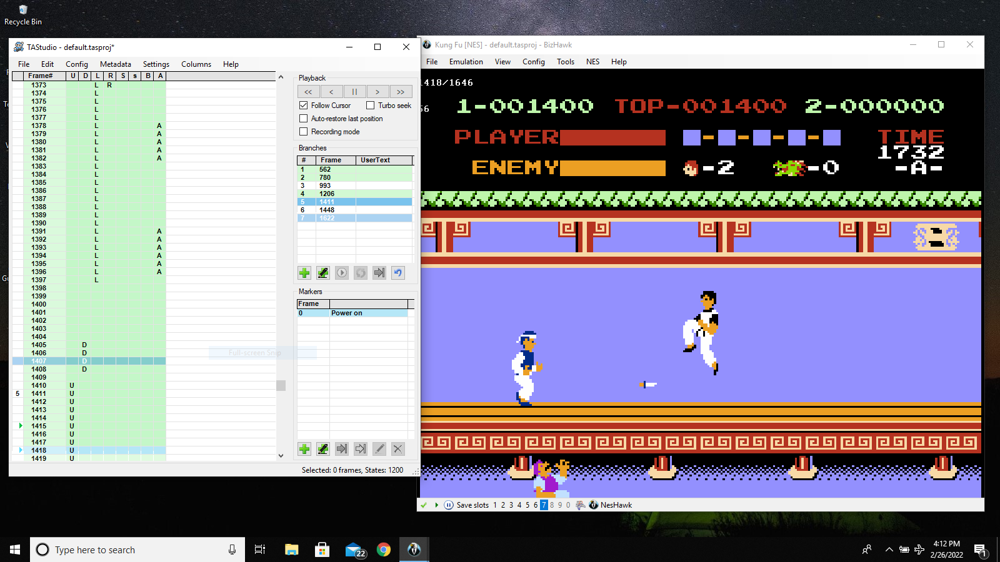 Recycle Bin
TAStudio - default.tasproj*
File Edit Config Metadata Settings Columns Help
Frame# U D L R S s B A
1373 L R
1374 L
1375 L
1376 L
1377 L
1378 L A
1379 L A
1380 L A
1381 L A
1382 L A
1383 L
1384 L
1385 L
1386 L
1387 L
1388 L
1389 L
1390 L
1391 L A
1392 L A
1393 L A
1394 L A
1395 L A
1396 L A
1397 L
1398
1399
1400
1401
1402
1403
1404
1405 D
1406 D
1407 D
1408 D
1409
1410 U
5 1411 U
1412 U
1413 U
1414 U
1415 U
1416 U
1417 U
1418 U
1419 U
Full-screen Snip
Playback
<< < || > >>
Follow Cursor Turbo seek
Auto-restore last position
Recording mode
Branches
# Frame UserText
1 562
2 780
3 993
4 1206
5 1411
6 1448
7 1622
Markers
Frame
0 Power on
Selected: 0 frames, States: 1200
Kung Fu [NES] - default.tasproj - BizHawk
File Emulation View Config Tools NES Help
1418/1646
56
1-001400 TOP-001400 2-000000
PLAYER TIME
1732
ENEMY -2 -0 -A-
Save slots 1 2 3 4 5 6 7 8 9 0 NesHawk
Type here to search
22
4:12 PM
2/26/2022
1